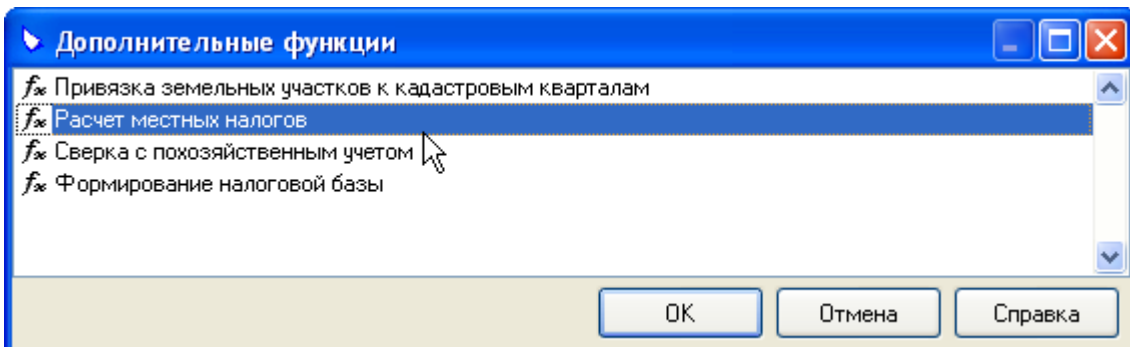 Дополнительные функции
Привязка земельных участков к кадастровым кварталам
Расчет местных налогов
Сверка с похозяйственным учетом
Формирование налоговой базы
OK Отмена Справка